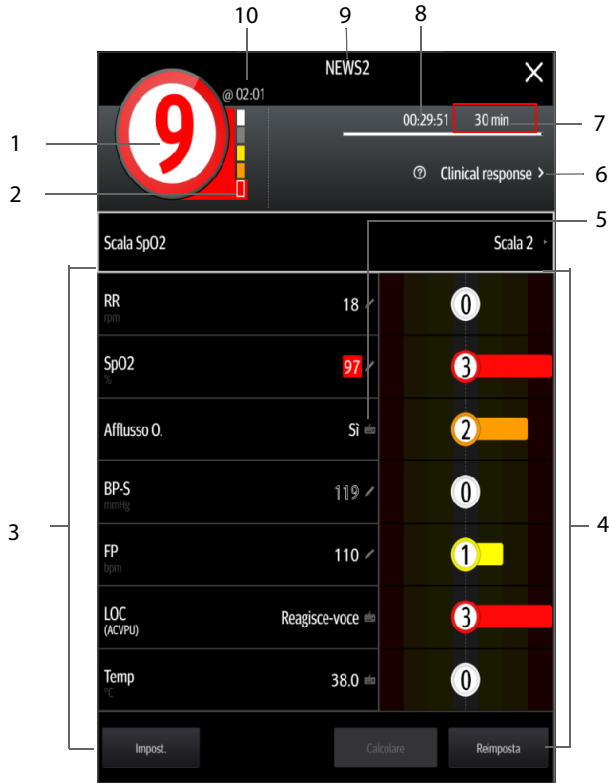 10 9 8
NEWS2
@ 02:01
9
00:29:51 30 min 7
1
Clinical response > 6
2
5
Scala SpO2 Scala 2
RR 18 0
rpm
SpO2 97 3
%
Afflusso O. Sì 2
BP-S 119 0
mmHg
3 4
FP 110 1
bpm
LOC Reagisce-voce 3
(ACVPU)
Temp 38.0 0
°C
Impost. Calcolare Reimposta